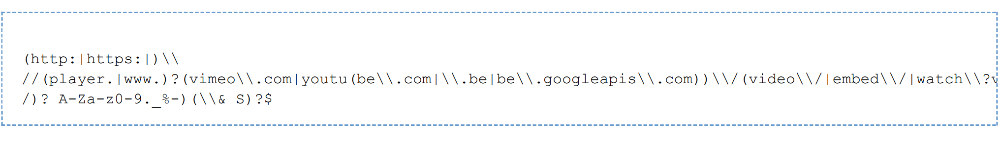 (http:|https:|)\\
//(player.|www.)?(vimeo\\.com|youtu(be\\.com|\\.be|be\\.googleapis\\.com))\\/(video\\/|embed\\/|watch\\?v
/)? A-Za-z0-9._%-)(\\& S)?$